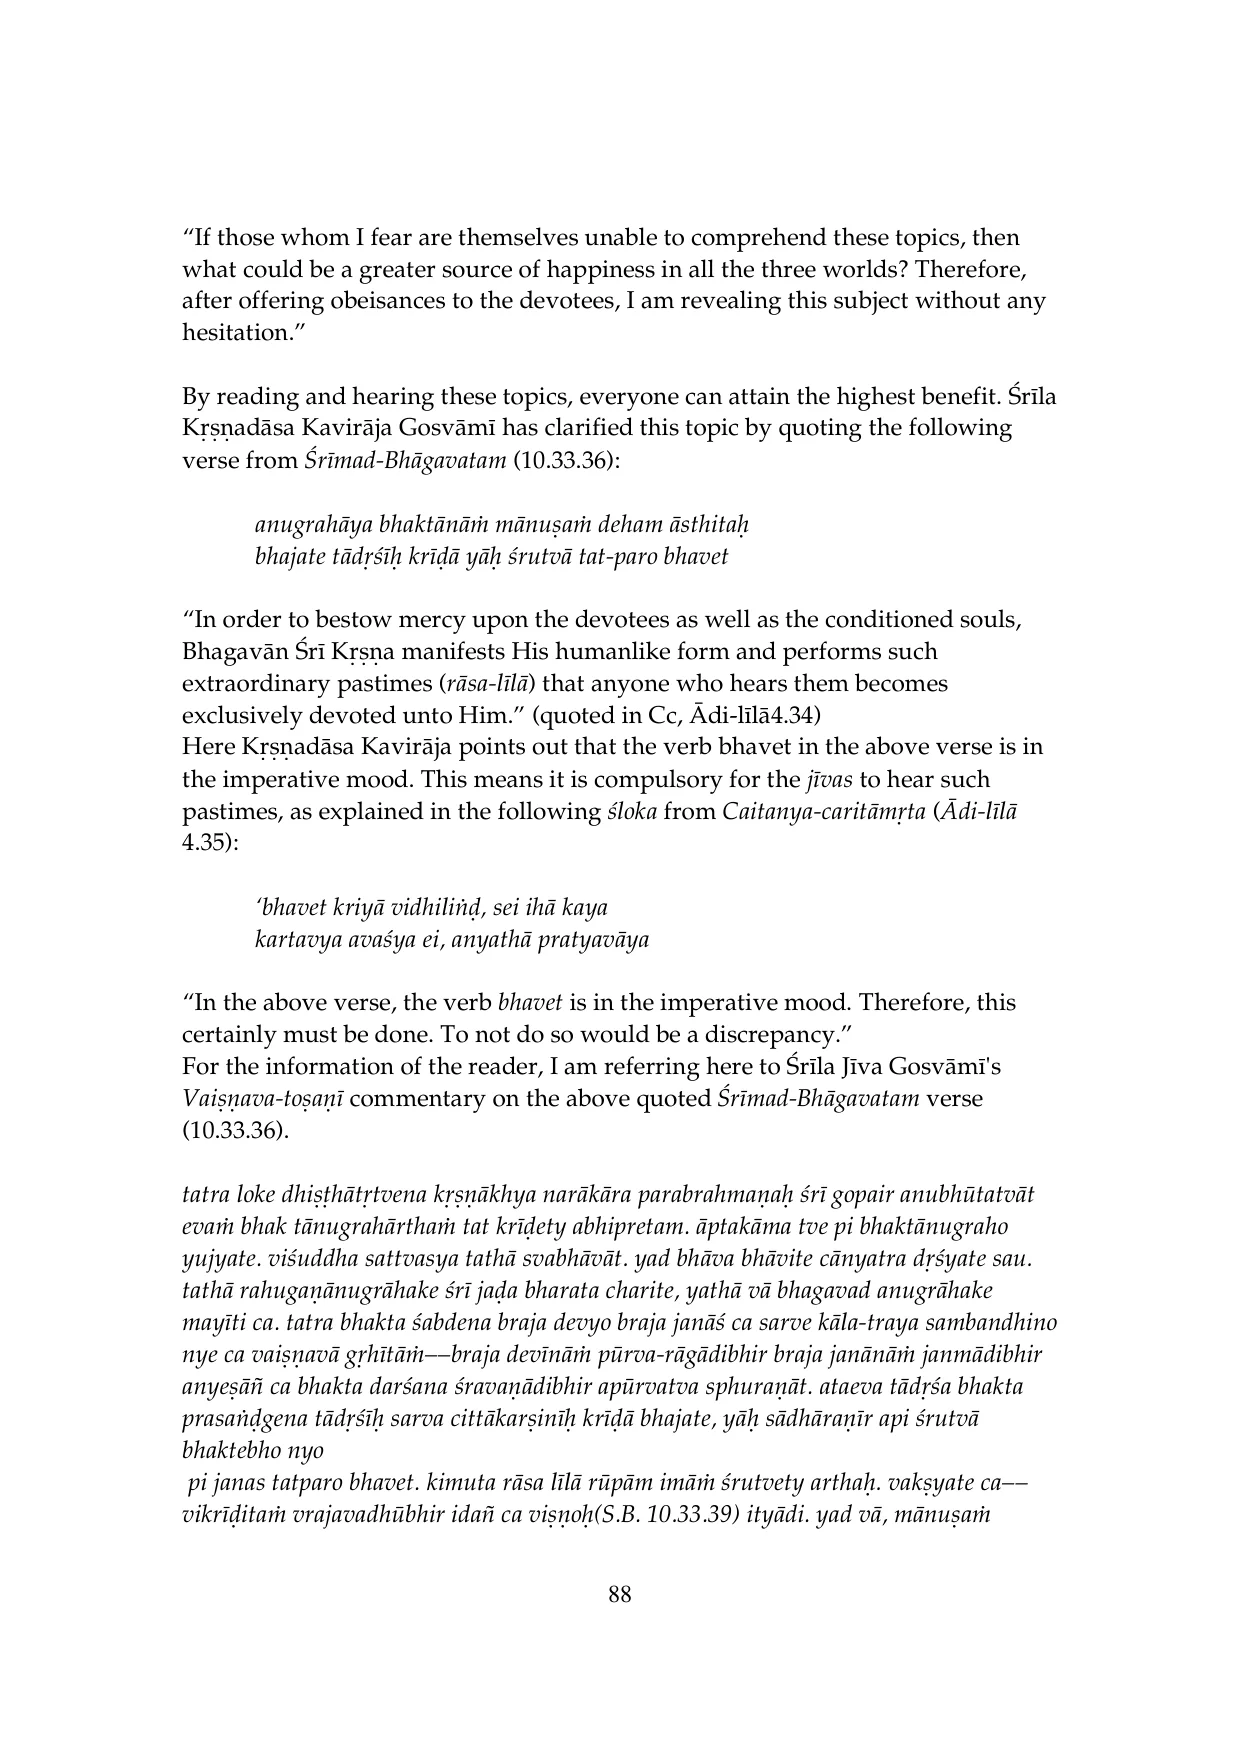 “If those whom I fear are themselves unable to comprehend these topics, then
what could be a greater source of happiness in all the three worlds? Therefore,
after offering obeisances to the devotees, I am revealing this subject without any
hesitation.”
By reading and hearing these topics, everyone can attain the highest benefit. Śrīla
Kṛṣṇadāsa Kavirāja Gosvāmī has clarified this topic by quoting the following
verse from Śrīmad-Bhāgavatam (10.33.36):
anugrahāya bhaktānāṁ mānuṣaṁ deham āsthitaḥ
bhajate tādṛśīḥ krīḍā yāḥ śrutvā tat-paro bhavet
“In order to bestow mercy upon the devotees as well as the conditioned souls,
Bhagavān Śrī Kṛṣṇa manifests His humanlike form and performs such
extraordinary pastimes (rāsa-līlā) that anyone who hears them becomes
exclusively devoted unto Him.” (quoted in Cc, Ādi-līlā4.34)
Here Kṛṣṇadāsa Kavirāja points out that the verb bhavet in the above verse is in
the imperative mood. This means it is compulsory for the jīvas to hear such
pastimes, as explained in the following śloka from Caitanya-caritāmṛta (Ādi-līlā
4.35):
‘bhavet kriyā vidhiliṅḍ, sei ihā kaya
kartavya avaśya ei, anyathā pratyavāya
“In the above verse, the verb bhavet is in the imperative mood. Therefore, this
certainly must be done. To not do so would be a discrepancy.”
For the information of the reader, I am referring here to Śrīla Jīva Gosvāmī's
Vaiṣṇava-toṣaṇī commentary on the above quoted Śrīmad-Bhāgavatam verse
(10.33.36).
tatra loke dhiṣṭhātṛtvena kṛṣṇākhya narākāra parabrahmaṇaḥ śrī gopair anubhūtatvāt
evaṁ bhak tānugrahārthaṁ tat krīḍety abhipretam. āptakāma tve pi bhaktānugraho
yujyate. viśuddha sattvasya tathā svabhāvāt. yad bhāva bhāvite cānyatra dṛśyate sau.
tathā rahugaṇānugrāhake śrī jaḍa bharata charite, yathā vā bhagavad anugrāhake
mayīti ca. tatra bhakta śabdena braja devyo braja janāś ca sarve kāla-traya sambandhino
nye ca vaiṣṇavā gṛhītāṁ––braja devīnāṁ pūrva-rāgādibhir braja janānāṁ janmādibhir
anyeṣāñ ca bhakta darśana śravaṇādibhir apūrvatva sphuraṇāt. ataeva tādṛśa bhakta
prasaṅḍgena tādṛśīḥ sarva cittākarṣinīḥ krīḍā bhajate, yāḥ sādhāraṇīr api śrutvā
bhaktebho nyo
pi janas tatparo bhavet. kimuta rāsa līlā rūpām imāṁ śrutvety arthaḥ. vakṣyate ca––
vikrīḍitaṁ vrajavadhūbhir idañ ca viṣṇoḥ(S.B. 10.33.39) ityādi. yad vā, mānuṣaṁ
88